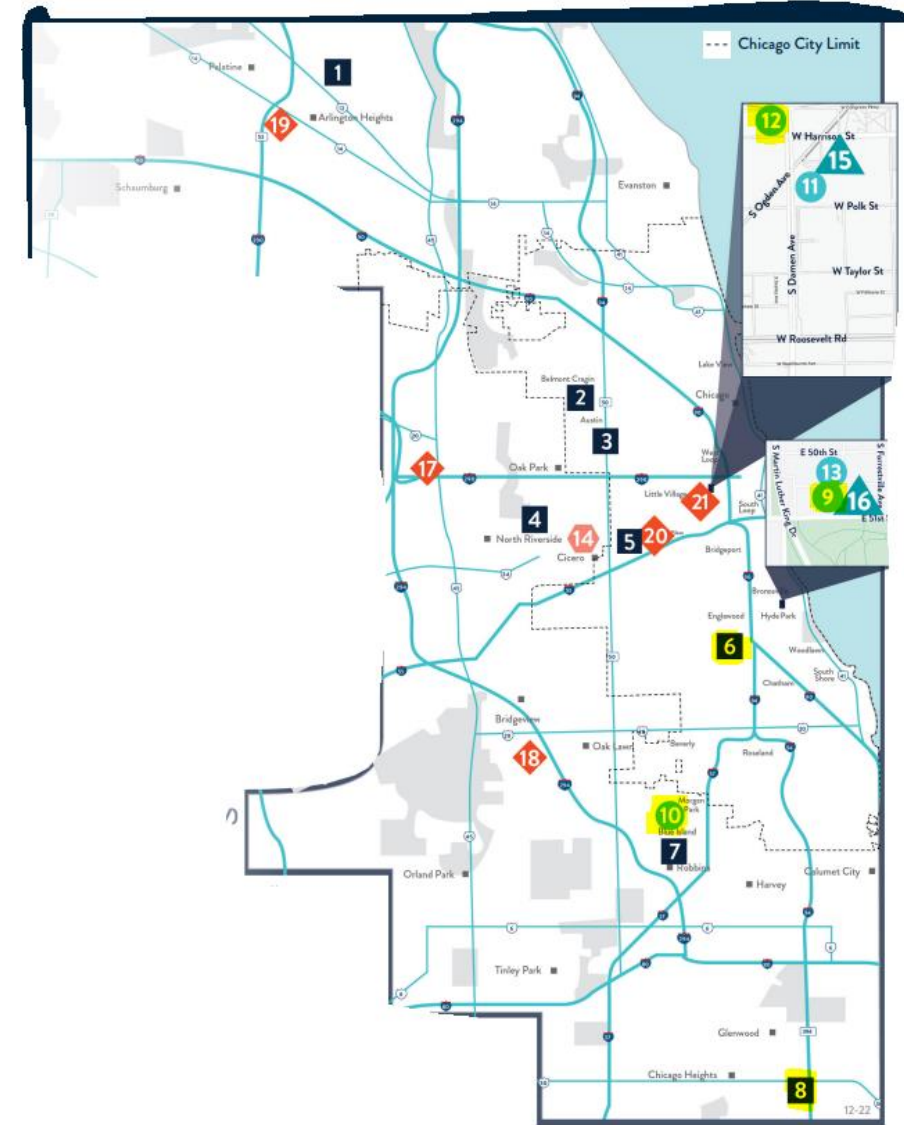 Chicago City Limit
Palatine
1
Arlington Heights
19
Schaumburg
Evanston
12
W Harrison St
15
11
S Ogden Ave
W Polk St
S Damen Ave
W Taylor St
W Roosevelt Rd
Lake View
Belmont Cragin
2
Chicago
Austin
3
West Loop
17
Oak Park
Little Village
21
South Loop
4
North Riverside
14
5
20
Cicero
Bridgeport
S Martin Luther King Dr
E 50th St
S Forrestville Ave
13
9
16
E 51st
Englewood
Hyde Park
6
Woodlawn
South Shore
Chatham
Bridgeview
18
Oak Lawn
Beverly
Roseland
10
Morgan Park
Blue Island
7
Robbins
Orland Park
Harvey
Calumet City
Tinley Park
Glenwood
Chicago Heights
8
12-22